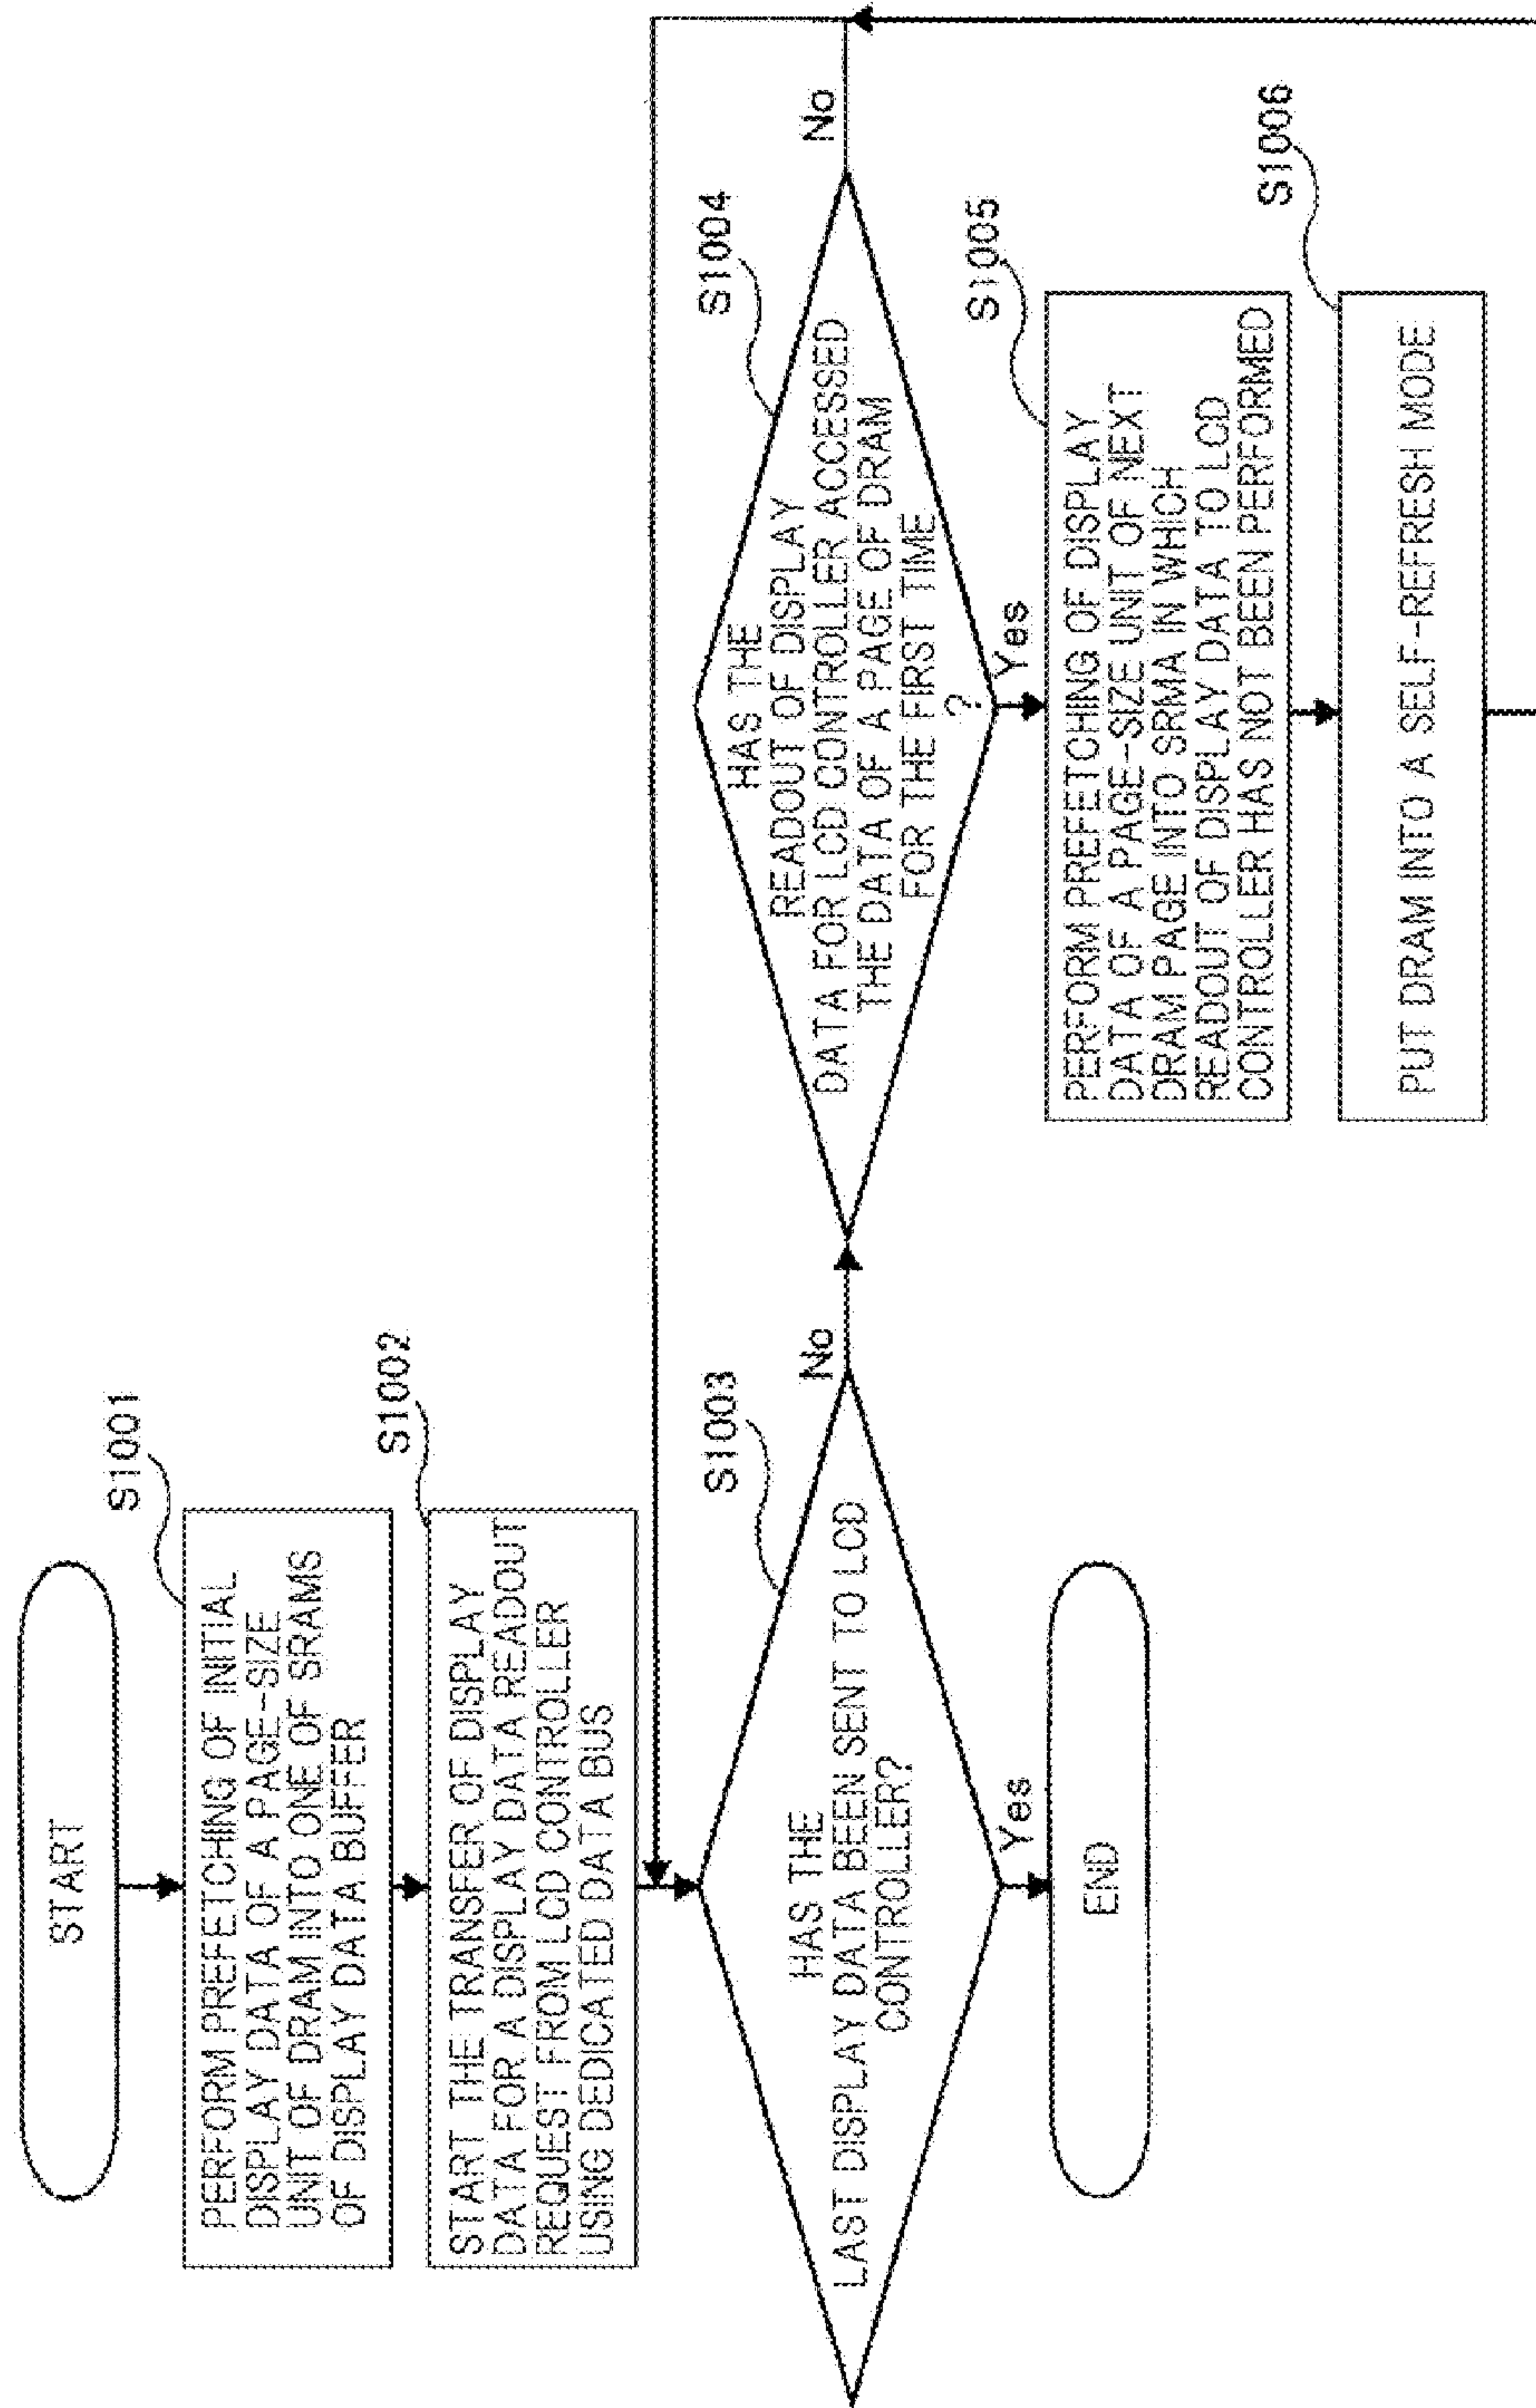 START
S1001
PERFORM PREFETCHING OF INITIAL
DISPLAY DATA OF A PAGE-SIZE
UNIT OF DRAM INTO ONE OF SRAMS
OF DISPLAY DATA BUFFER
S1002
START THE TRANSFER OF DISPLAY
DATA FOR A DISPLAY DATA READOUT
REQUEST FROM LCD CONTROLLER
USING DEDICATED DATA BUS
S1003
HAS THE
LAST DISPLAY DATA BEEN SENT TO LCD
CONTROLLER?
No
Yes
END
S1004
HAS THE
READOUT OF DISPLAY
DATA FOR LCD CONTROLLER ACCESSED
THE DATA OF A PAGE OF DRAM
FOR THE FIRST TIME
?
No
Yes
S1005
PERFORM PREFETCHING OF DISPLAY
DATA OF A PAGE-SIZE UNIT OF NEXT
DRAM PAGE INTO SRMA IN WHICH
READOUT OF DISPLAY DATA TO LCD
CONTROLLER HAS NOT BEEN PERFORMED
S1006
PUT DRAM INTO A SELF-REFRESH MODE